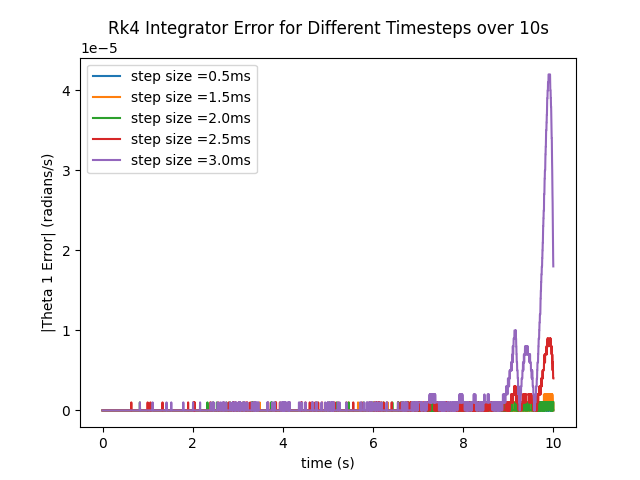 Rk4 Integrator Error for Different Timesteps over 10s
1e−5
step size =0.5ms
step size =1.5ms
step size =2.0ms
step size =2.5ms
step size =3.0ms
4
3
2
1
0
|Theta 1 Error| (radians/s)
0 2 4 6 8 10
time (s)